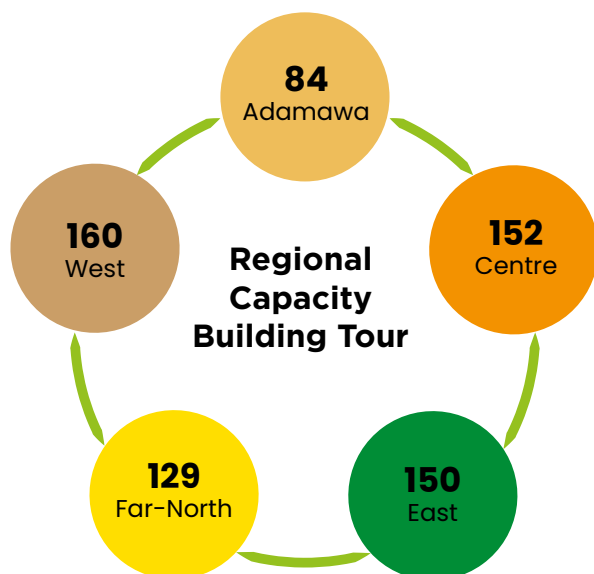 84
Adamawa
160
West
152
Centre
Regional
Capacity
Building Tour
129
Far-North
150
East